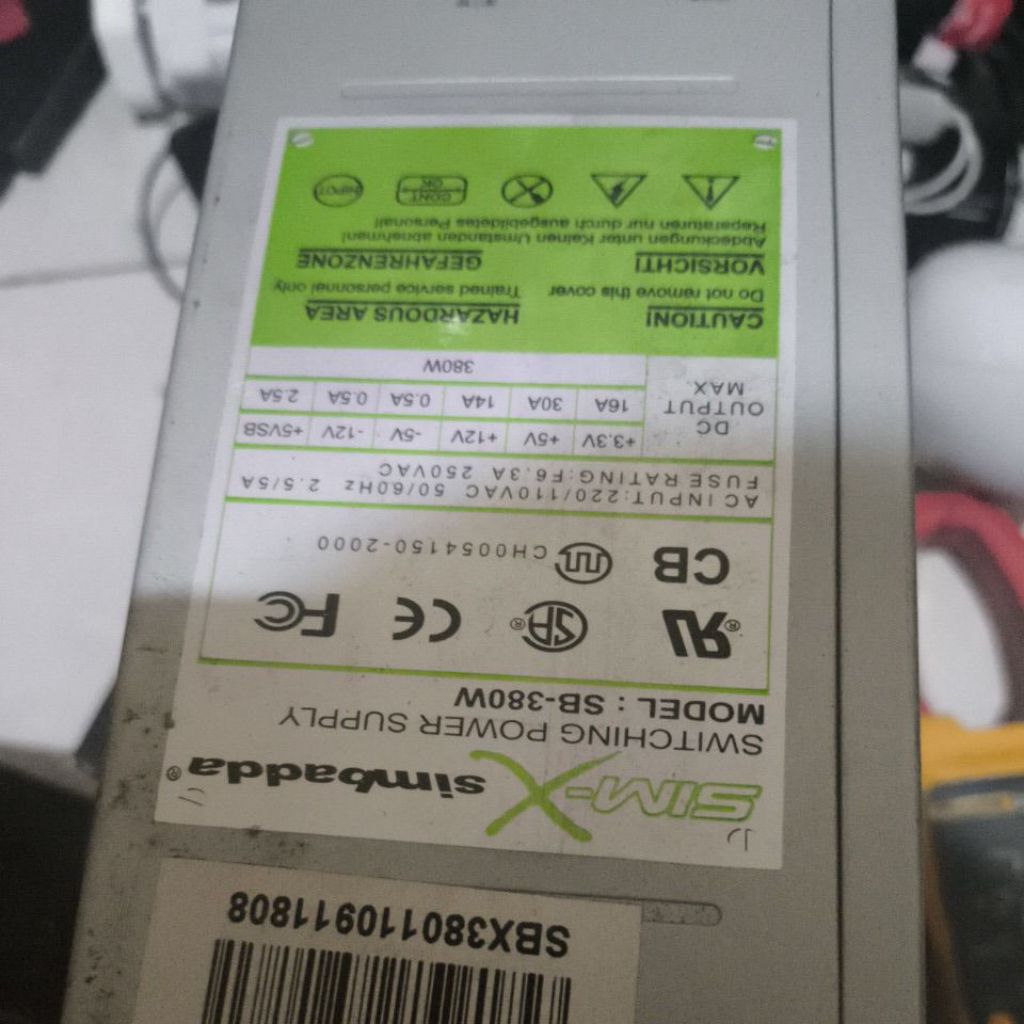 SIM-X simbadda®
SWITCHING POWER SUPPLY
MODEL : SB-380W
CB CH0054150-2000
AC INPUT:220/110VAC 50/60Hz 2.5/5A
FUSE RATING:F6.3A 250VAC
DC OUTPUT MAX
+3.3V +5V +12V -5V -12V +5VSB
16A 30A 14A 0.5A 0.5A 2.5A
380W
CAUTION! HAZARDOUS AREA
Do not remove this cover Trained service personnal only
VORSICHT! GEFAHRENZONE
Abdeckungen unter Keinen Umstanden abnehmen!
Reparaturen nur durch ausgebildetes Personal!
CONT OK
SBX380110911808